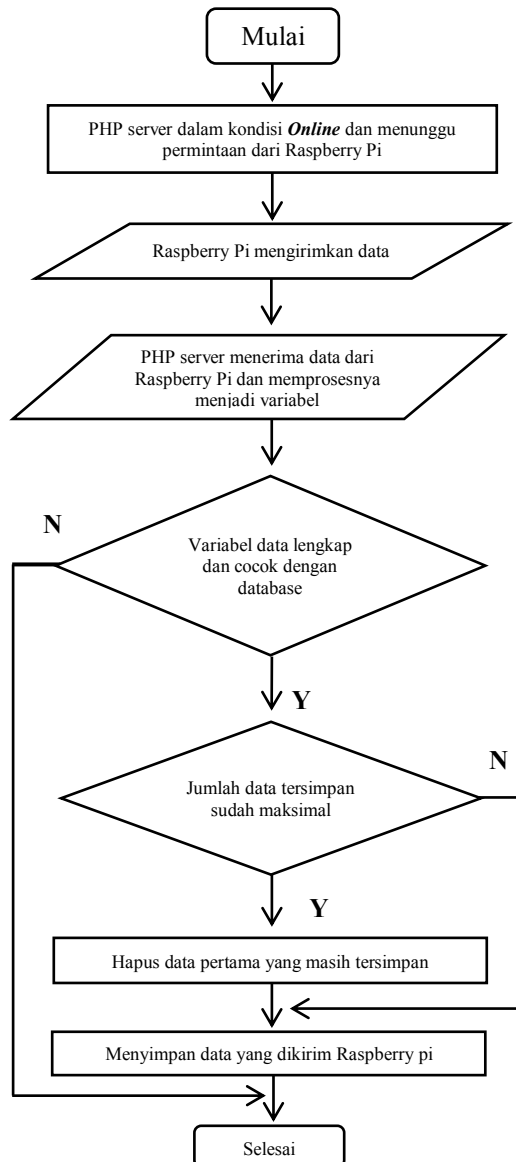 Mulai
PHP server dalam kondisi Online dan menunggu
permintaan dari Raspberry Pi
Raspberry Pi mengirimkan data
PHP server menerima data dari
Raspberry Pi dan memprosesnya
menjadi variabel
N
Variabel data lengkap
dan cocok dengan
database
Y
N
Jumlah data tersimpan
sudah maksimal
Y
Hapus data pertama yang masih tersimpan
Menyimpan data yang dikirim Raspberry pi
Selesai